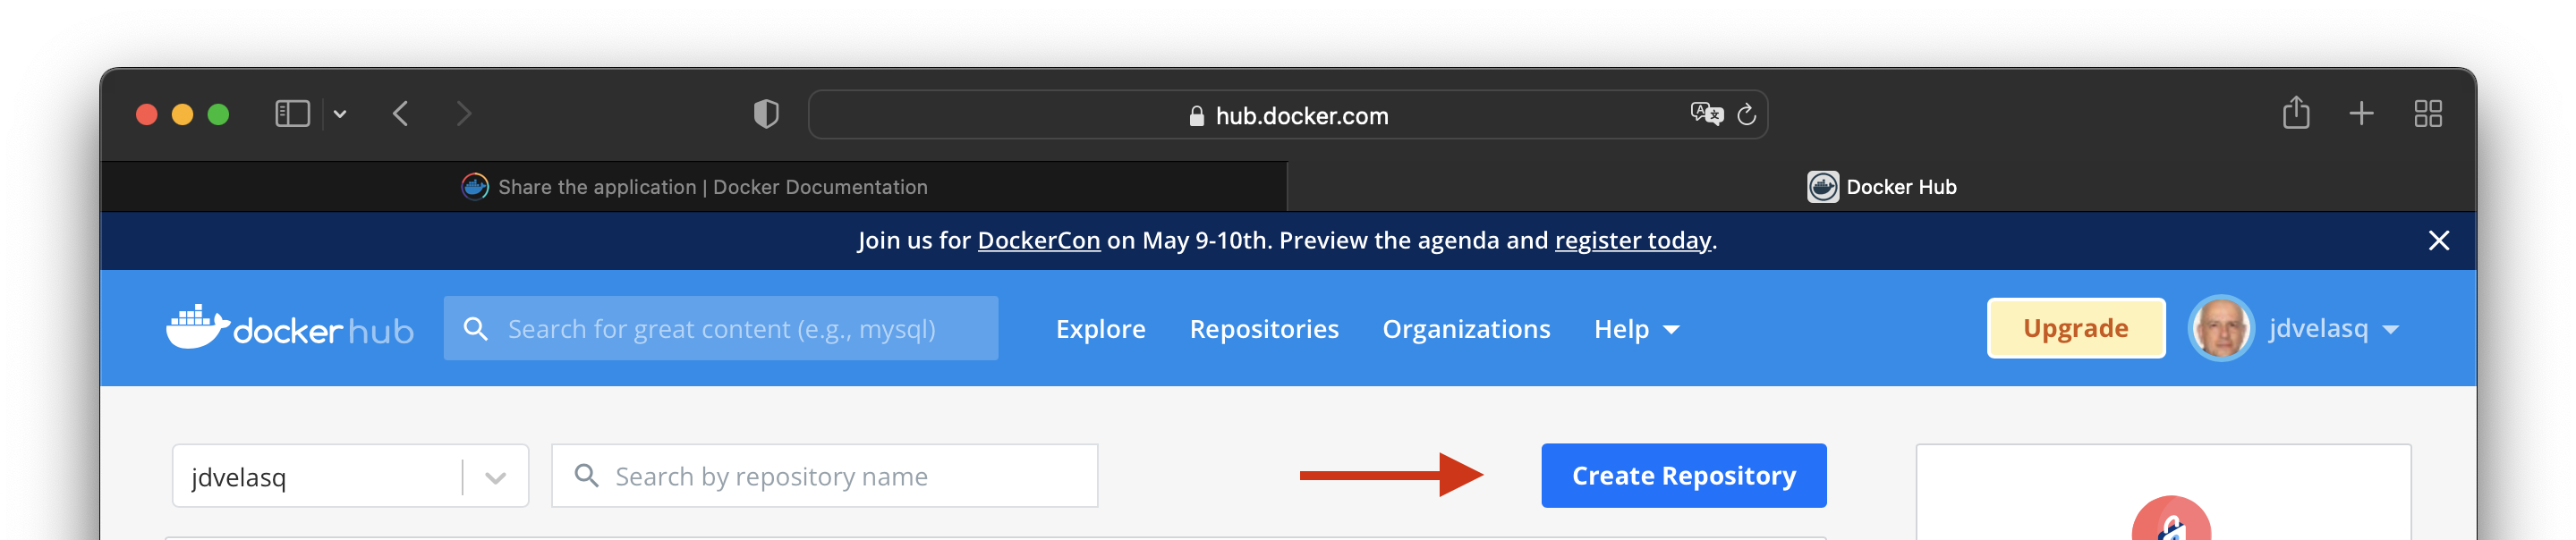 hub.docker.com
Share the application | Docker Documentation
Docker Hub
Join us for DockerCon on May 9-10th. Preview the agenda and register today.
docker hub
Search for great content (e.g., mysql)
Explore
Repositories
Organizations
Help
Upgrade
jdvelasq
jdvelasq
Search by repository name
Create Repository